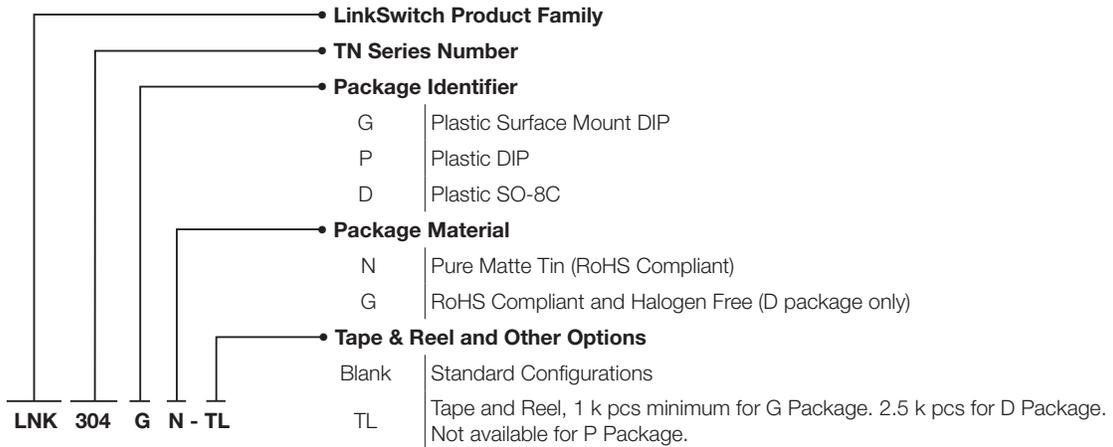 LinkSwitch Product Family
TN Series Number
Package Identifier
G Plastic Surface Mount DIP
P Plastic DIP
D Plastic SO-8C
Package Material
N Pure Matte Tin (RoHS Compliant)
G RoHS Compliant and Halogen Free (D package only)
Tape & Reel and Other Options
Blank Standard Configurations
TL Tape and Reel, 1 k pcs minimum for G Package. 2.5 k pcs for D Package.
Not available for P Package.
LNK 304 G N - TL